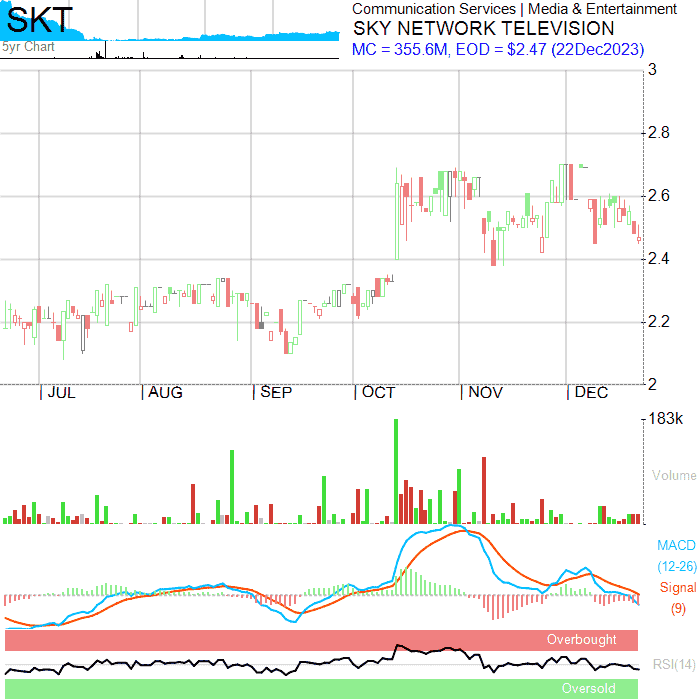 SKT
5yr Chart
Communication Services | Media & Entertainment
SKY NETWORK TELEVISION
MC = 355.6M, EOD = $2.47 (22Dec2023)
3
2.8
2.6
2.4
2.2
2
JUL
AUG
SEP
OCT
NOV
DEC
183k
Volume
MACD
(12-26)
Signal
(9)
Overbought
RSI(14)
Oversold